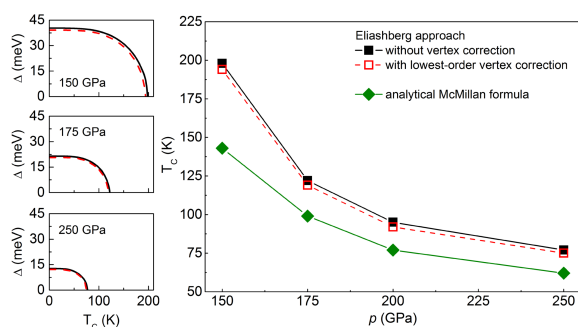 45
30
15
0
Δ (meV)
150 GPa
45
30
15
0
Δ (meV)
175 GPa
45
30
15
0
Δ (meV)
250 GPa
0 100 200
T_C (K)
225
200
175
150
125
100
75
50
T_C (K)
Eliashberg approach
without vertex correction
with lowest-order vertex correction
analytical McMillan formula
150 175 200 225 250
p (GPa)